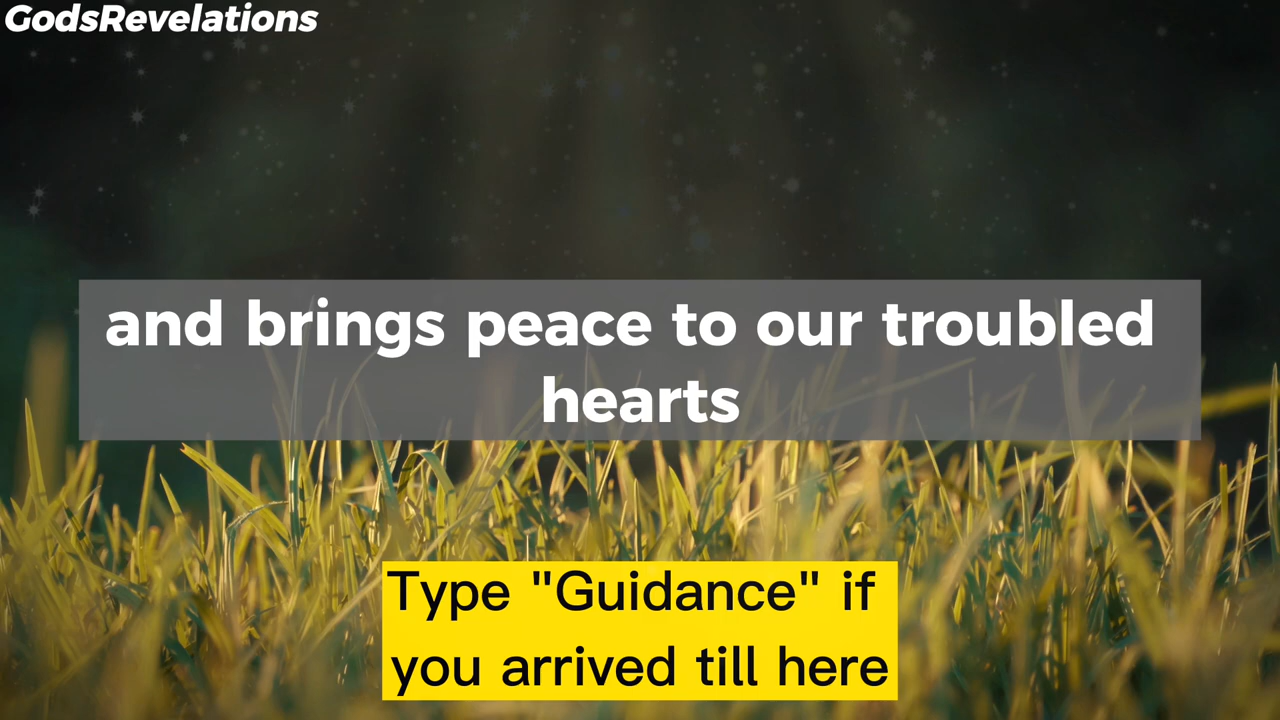 GodsRevelations
and brings peace to our troubled
hearts
Type "Guidance" if
you arrived till here